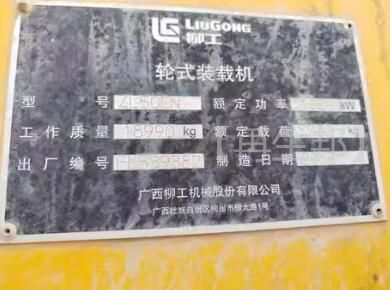 LIUGONG
柳工
轮式装载机
型号 ZL50CN 额定功率 kW
工作质量 18990 kg 额定载荷 kg
出厂编号 制造日期
广西柳工机械股份有限公司
广西壮族自治区柳州市柳太路1号